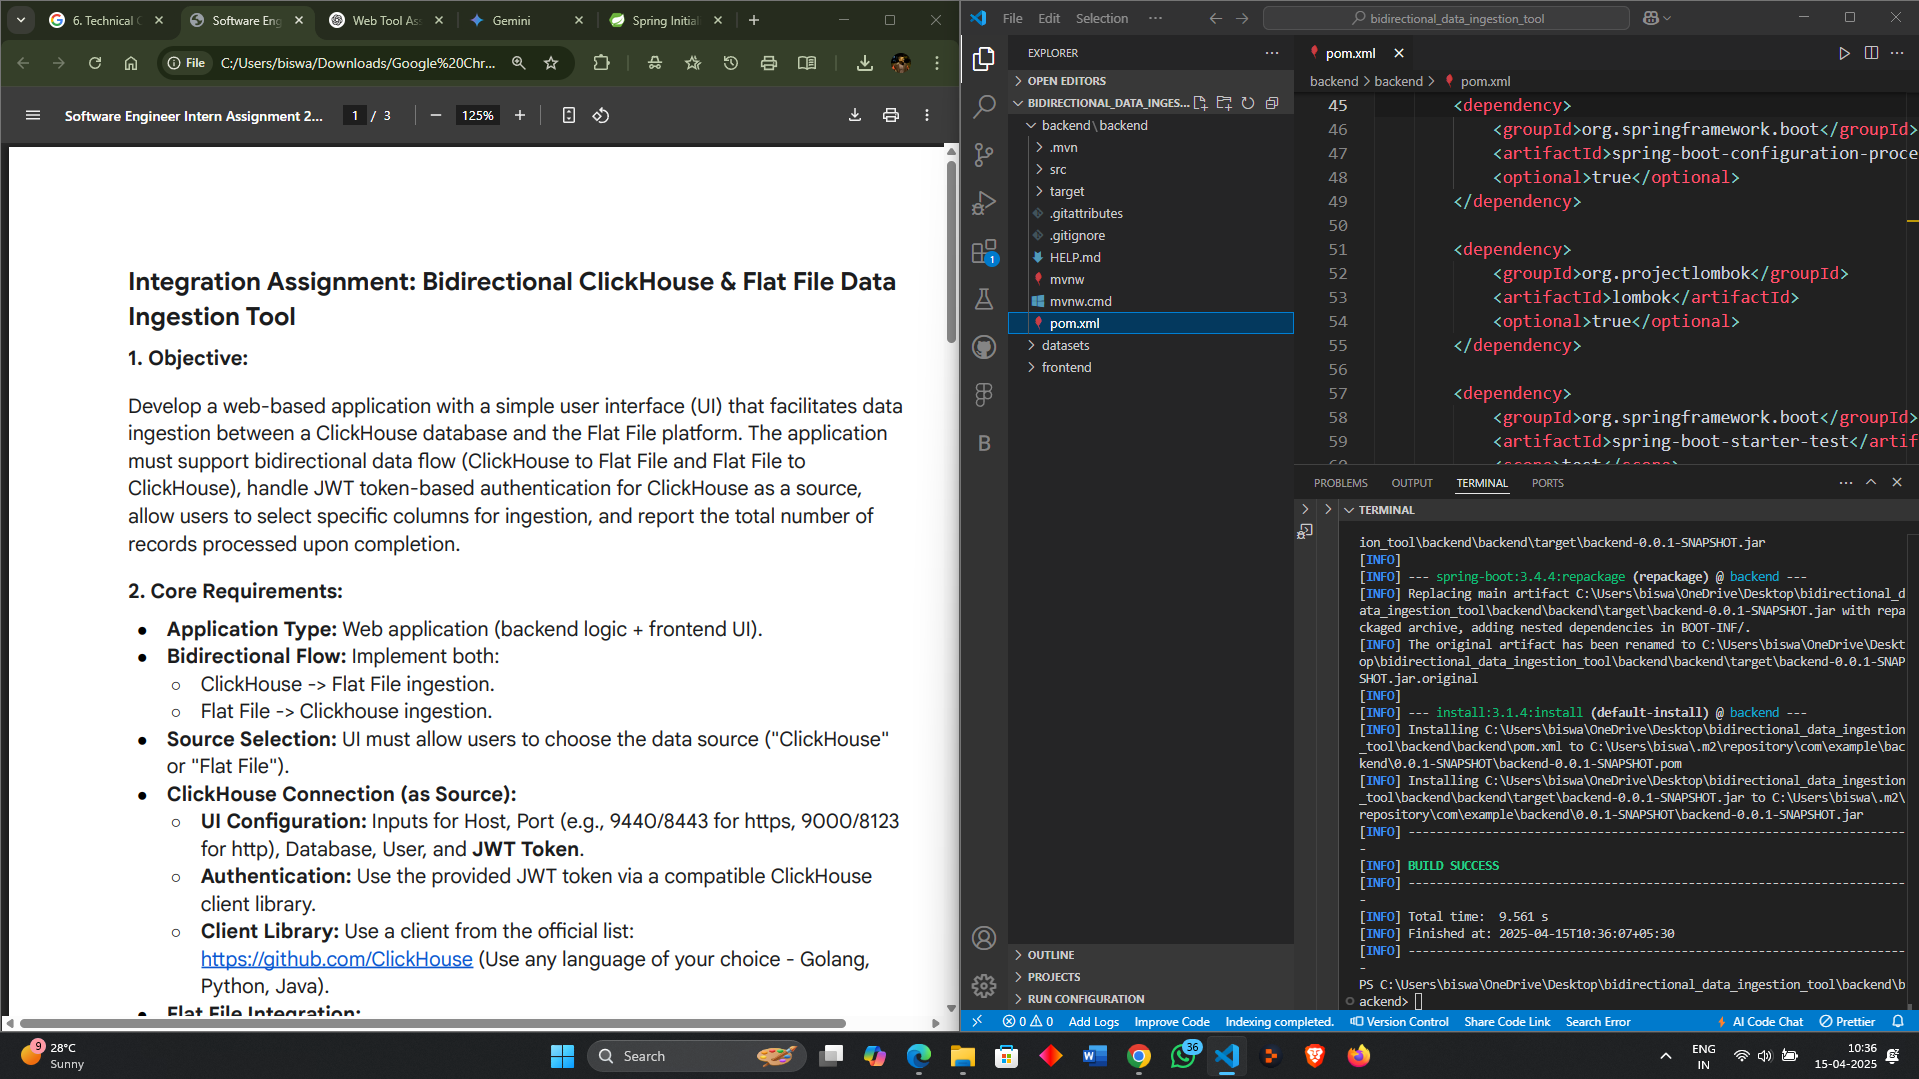 6. Technical C
Software Eng
Web Tool As
Gemini
Spring Initial
File
C:/Users/biswa/Downloads/Google%20Chr...
Software Engineer Intern Assignment 2...
1 / 3
125%
Integration Assignment: Bidirectional ClickHouse & Flat File Data
Ingestion Tool
1. Objective:
Develop a web-based application with a simple user interface (UI) that facilitates data
ingestion between a ClickHouse database and the Flat File platform. The application
must support bidirectional data flow (ClickHouse to Flat File and Flat File to
ClickHouse), handle JWT token-based authentication for ClickHouse as a source,
allow users to select specific columns for ingestion, and report the total number of
records processed upon completion.
2. Core Requirements:
● Application Type: Web application (backend logic + frontend UI).
● Bidirectional Flow: Implement both:
○ ClickHouse -> Flat File ingestion.
○ Flat File -> Clickhouse ingestion.
● Source Selection: UI must allow users to choose the data source ("ClickHouse"
or "Flat File").
● ClickHouse Connection (as Source):
○ UI Configuration: Inputs for Host, Port (e.g., 9440/8443 for https, 9000/8123
for http), Database, User, and JWT Token.
○ Authentication: Use the provided JWT token via a compatible ClickHouse
client library.
○ Client Library: Use a client from the official list:
https://github.com/ClickHouse (Use any language of your choice - Golang,
Python, Java).
● Flat File Integration:
File Edit Selection ···
bidirectional_data_ingestion_tool
EXPLORER
OPEN EDITORS
BIDIRECTIONAL_DATA_INGES...
backend\backend
.mvn
src
target
.gitattributes
.gitignore
HELP.md
mvnw
mvnw.cmd
pom.xml
datasets
frontend
OUTLINE
PROJECTS
RUN CONFIGURATION
1
B
pom.xml
backend > backend > pom.xml
45 <dependency>
46 <groupId>org.springframework.boot</groupId>
47 <artifactId>spring-boot-configuration-proce
48 <optional>true</optional>
49 </dependency>
50
51 <dependency>
52 <groupId>org.projectlombok</groupId>
53 <artifactId>lombok</artifactId>
54 <optional>true</optional>
55 </dependency>
56
57 <dependency>
58 <groupId>org.springframework.boot</groupId>
59 <artifactId>spring-boot-starter-test</artif
60 <scope>test</scope>
PROBLEMS OUTPUT TERMINAL PORTS
TERMINAL
ion_tool\backend\backend\target\backend-0.0.1-SNAPSHOT.jar
[INFO]
[INFO] --- spring-boot:3.4.4:repackage (repackage) @ backend ---
[INFO] Replacing main artifact C:\Users\biswa\OneDrive\Desktop\bidirectional_d
ata_ingestion_tool\backend\backend\target\backend-0.0.1-SNAPSHOT.jar with repa
ckaged archive, adding nested dependencies in BOOT-INF/.
[INFO] The original artifact has been renamed to C:\Users\biswa\OneDrive\Deskt
op\bidirectional_data_ingestion_tool\backend\backend\target\backend-0.0.1-SNAP
SHOT.jar.original
[INFO]
[INFO] --- install:3.1.4:install (default-install) @ backend ---
[INFO] Installing C:\Users\biswa\OneDrive\Desktop\bidirectional_data_ingestion
_tool\backend\backend\pom.xml to C:\Users\biswa\.m2\repository\com\example\bac
kend\0.0.1-SNAPSHOT\backend-0.0.1-SNAPSHOT.pom
[INFO] Installing C:\Users\biswa\OneDrive\Desktop\bidirectional_data_ingestion
_tool\backend\backend\target\backend-0.0.1-SNAPSHOT.jar to C:\Users\biswa\.m2\
repository\com\example\backend\0.0.1-SNAPSHOT\backend-0.0.1-SNAPSHOT.jar
[INFO] -------------------------------------------------------------
-
[INFO] BUILD SUCCESS
[INFO] -------------------------------------------------------------
-
[INFO] Total time:  9.561 s
[INFO] Finished at: 2025-04-15T10:36:07+05:30
[INFO] -------------------------------------------------------------
-
PS C:\Users\biswa\OneDrive\Desktop\bidirectional_data_ingestion_tool\backend\b
ackend>
0 0 Add Logs Improve Code Indexing completed. Version Control Share Code Link Search Error AI Code Chat Prettier
9
28°C
Sunny
Search
36
ENG
IN
10:36
15-04-2025